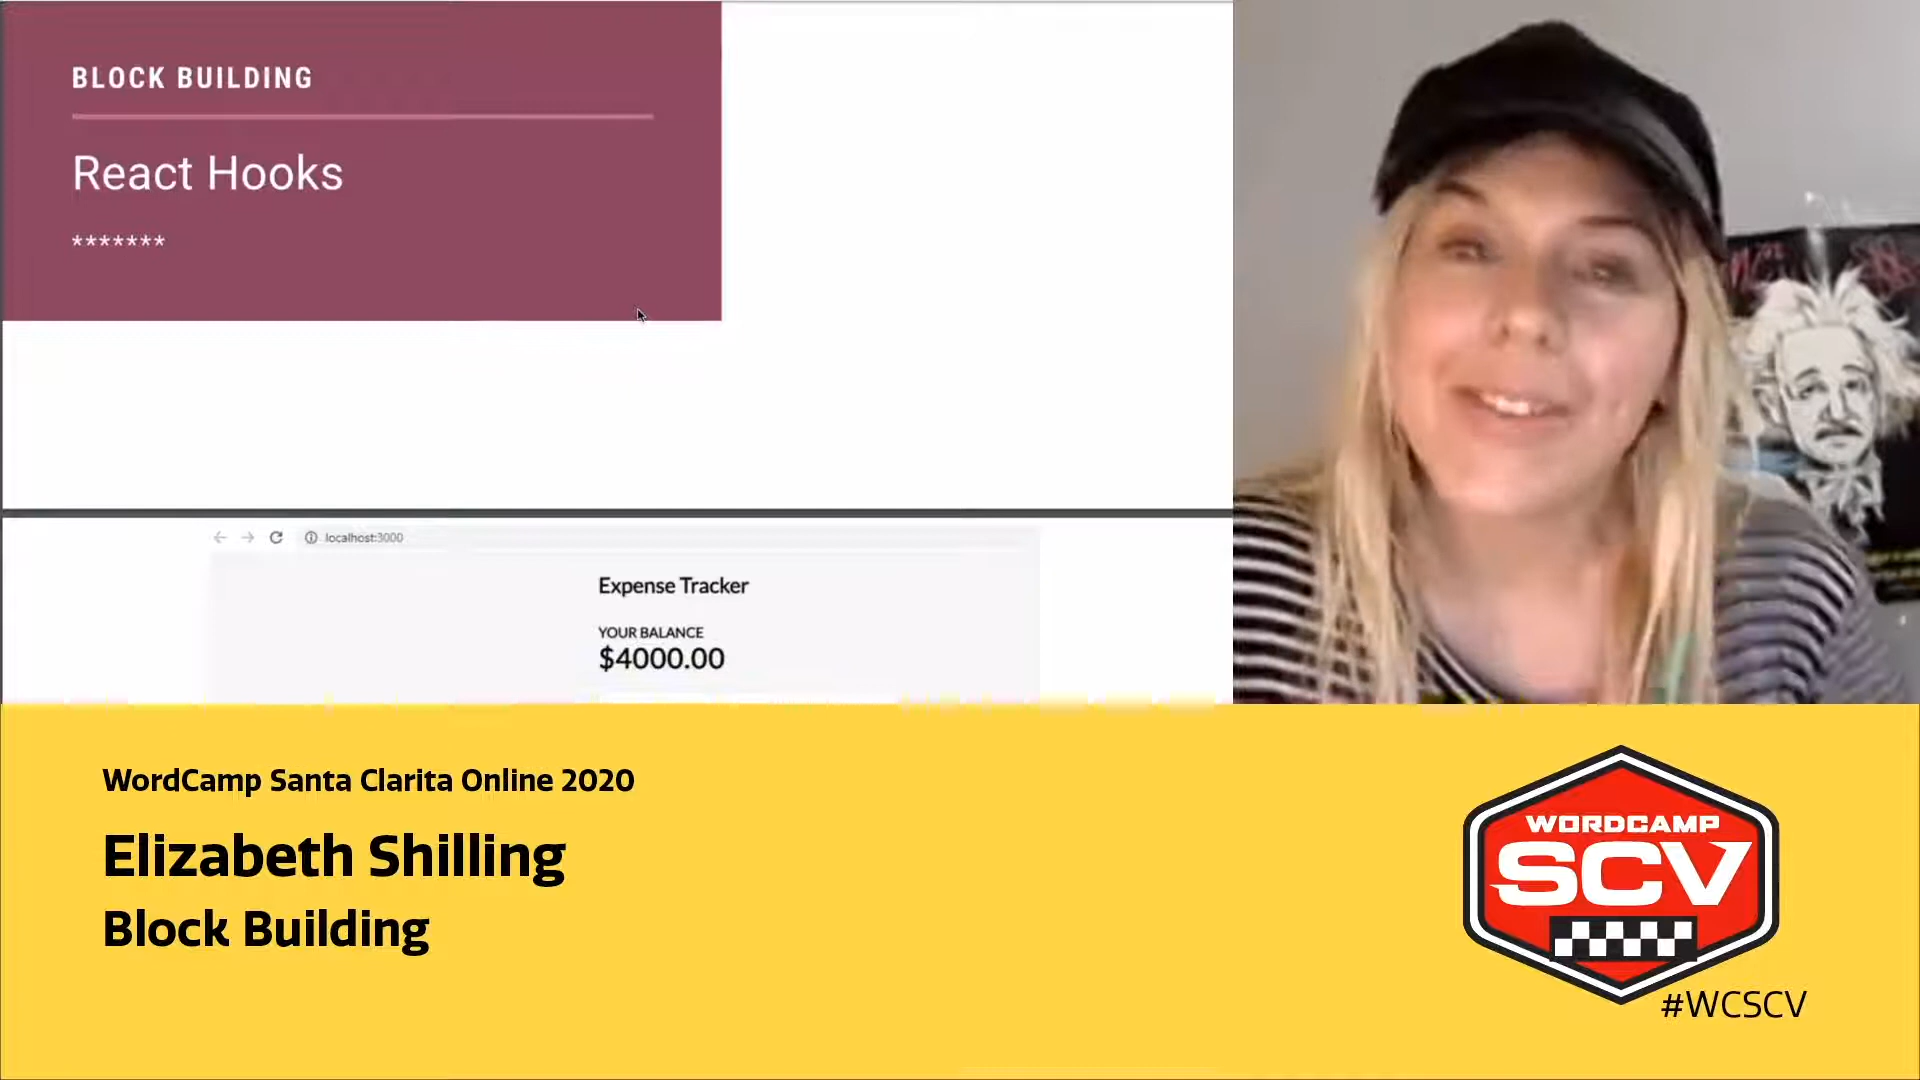 BLOCK BUILDING
React Hooks
*******
localhost:3000
Expense Tracker
YOUR BALANCE
$4000.00
WordCamp Santa Clarita Online 2020
Elizabeth Shilling
Block Building
WORDCAMP
SCV
#WCSCV